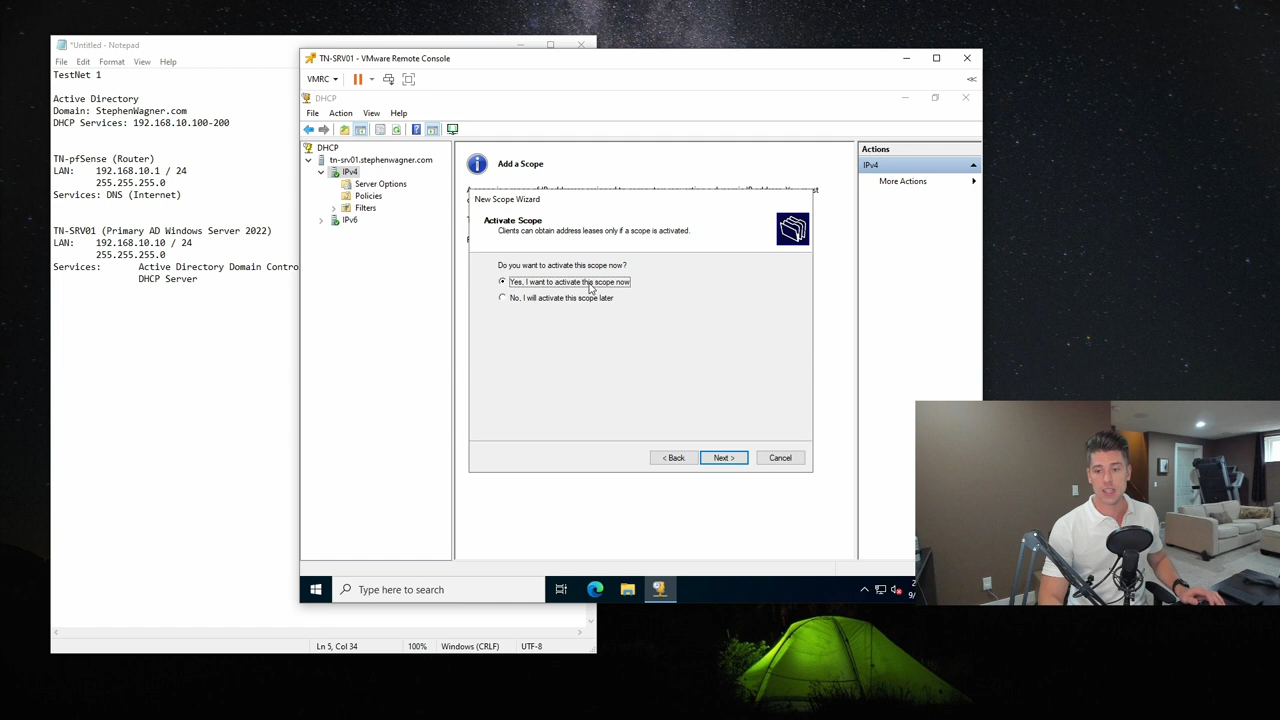 *Untitled - Notepad
File Edit Format View Help
TestNet 1
Active Directory
Domain: StephenWagner.com
DHCP Services: 192.168.10.100-200
TN-pfSense (Router)
LAN: 192.168.10.1 / 24
255.255.255.0
Services: DNS (Internet)
TN-SRV01 (Primary AD Windows Server 2022)
LAN: 192.168.10.10 / 24
255.255.255.0
Services: Active Directory Domain Contro
DHCP Server
Ln 5, Col 34 100% Windows (CRLF) UTF-8
TN-SRV01 - VMware Remote Console
VMRC
DHCP
File Action View Help
DHCP
tn-srv01.stephenwagner.com
IPv4
Server Options
Policies
Filters
IPv6
Add a Scope
New Scope Wizard
Activate Scope
Clients can obtain address leases only if a scope is activated.
Do you want to activate this scope now?
Yes, I want to activate this scope now
No, I will activate this scope later
< Back Next > Cancel
Actions
IPv4
More Actions
Type here to search